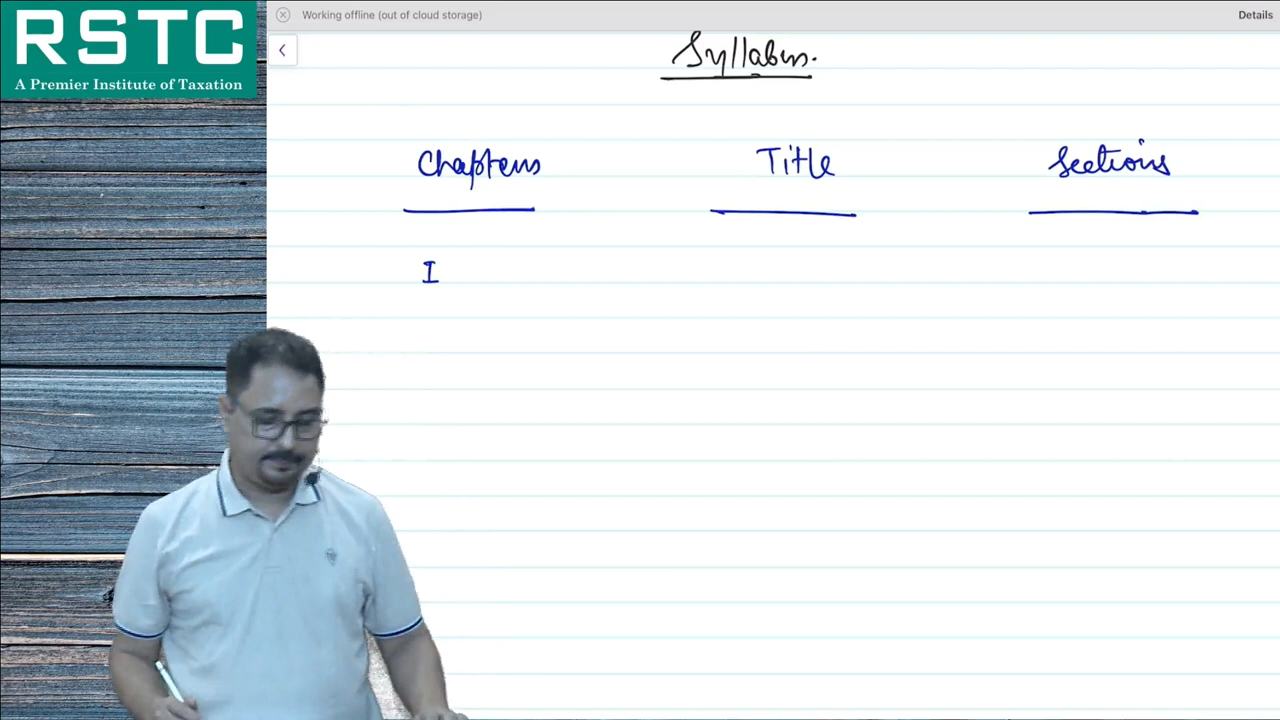 RSTC
A Premier Institute of Taxation
Working offline (out of cloud storage)
Details
Syllabus.
Chapters Title Sections
I